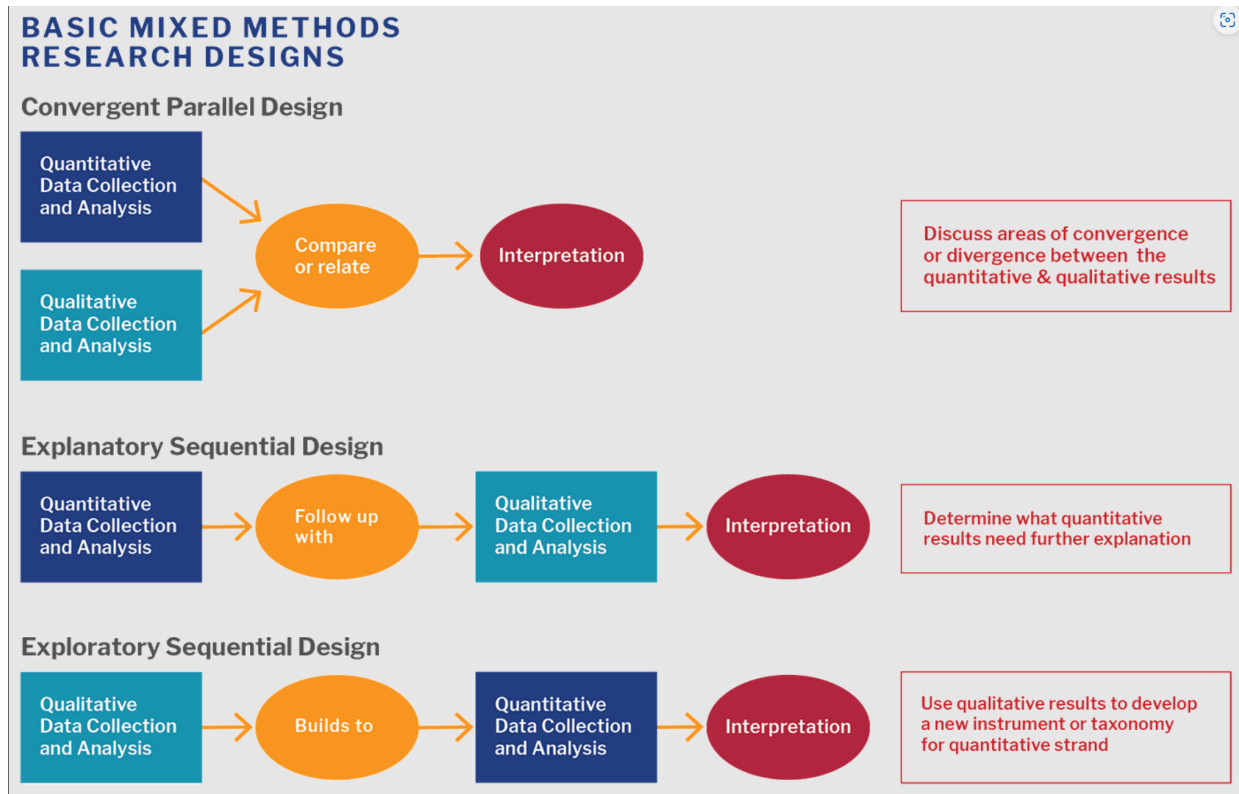 BASIC MIXED METHODS
RESEARCH DESIGNS
Convergent Parallel Design
Quantitative
Data Collection
and Analysis
Qualitative
Data Collection
and Analysis
Compare
or relate
Interpretation
Discuss areas of convergence
or divergence between the
quantitative & qualitative results
Explanatory Sequential Design
Quantitative
Data Collection
and Analysis
Follow up
with
Qualitative
Data Collection
and Analysis
Interpretation
Determine what quantitative
results need further explanation
Exploratory Sequential Design
Qualitative
Data Collection
and Analysis
Builds to
Quantitative
Data Collection
and Analysis
Interpretation
Use qualitative results to develop
a new instrument or taxonomy
for quantitative strand